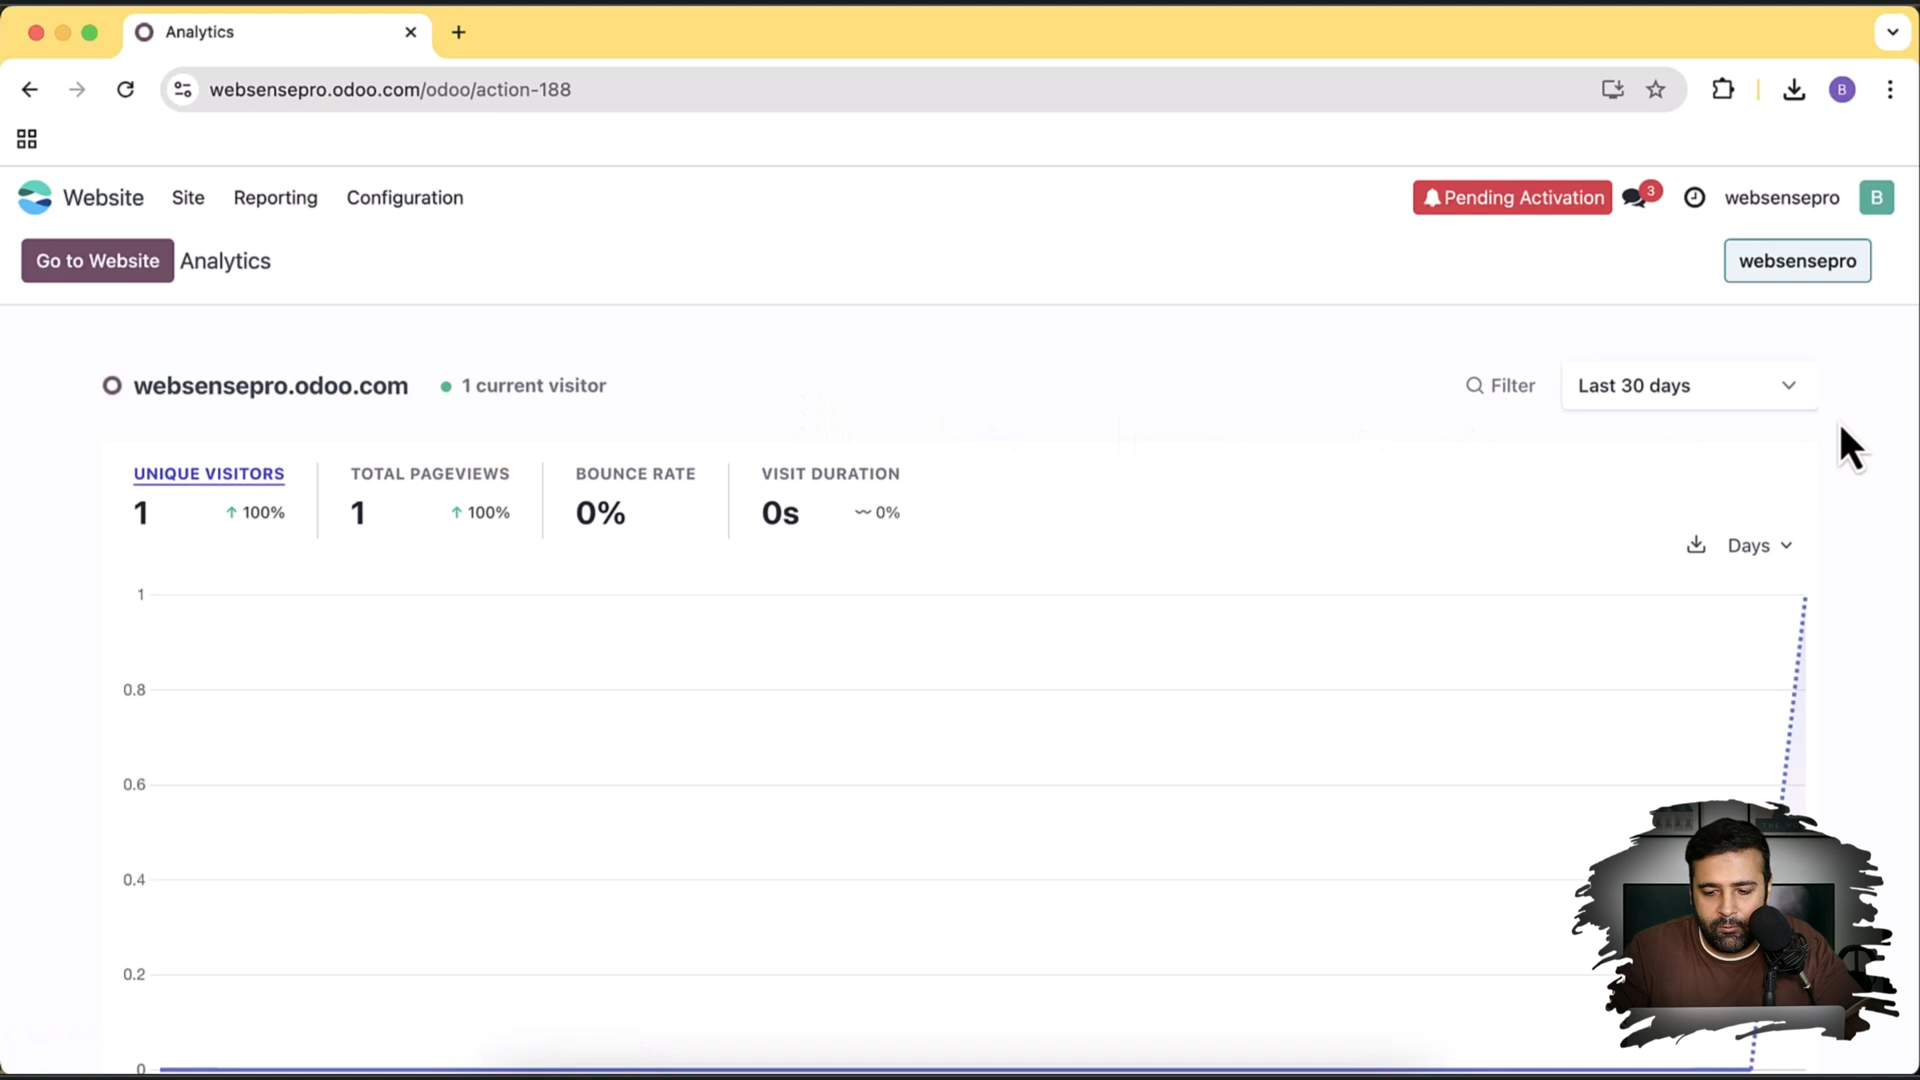 Analytics
websensepro.odoo.com/odoo/action-188
B
Website Site Reporting Configuration
Pending Activation 3 websensepro B
Go to Website Analytics websensepro
websensepro.odoo.com 1 current visitor Filter Last 30 days
UNIQUE VISITORS TOTAL PAGEVIEWS BOUNCE RATE VISIT DURATION
1 100% 1 100% 0% 0s 0%
Days
1
0.8
0.6
0.4
0.2
0